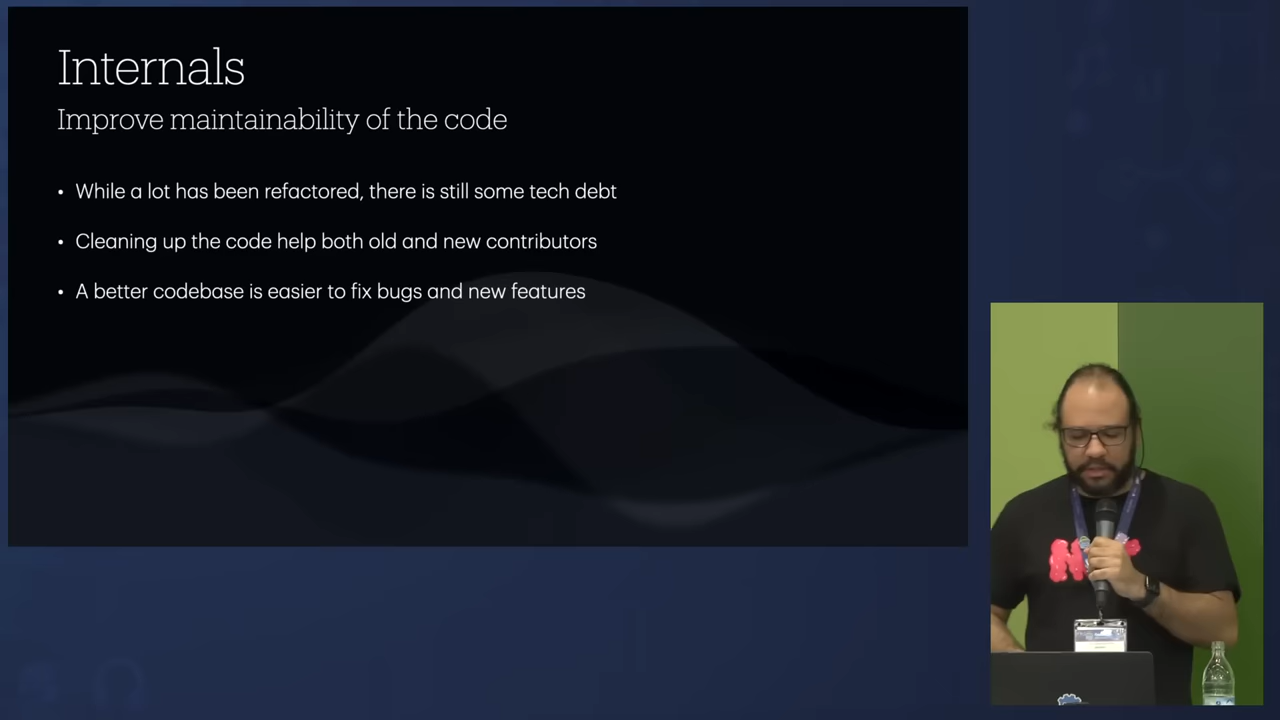 Internals
Improve maintainability of the code
• While a lot has been refactored, there is still some tech debt
• Cleaning up the code help both old and new contributors
• A better codebase is easier to fix bugs and new features